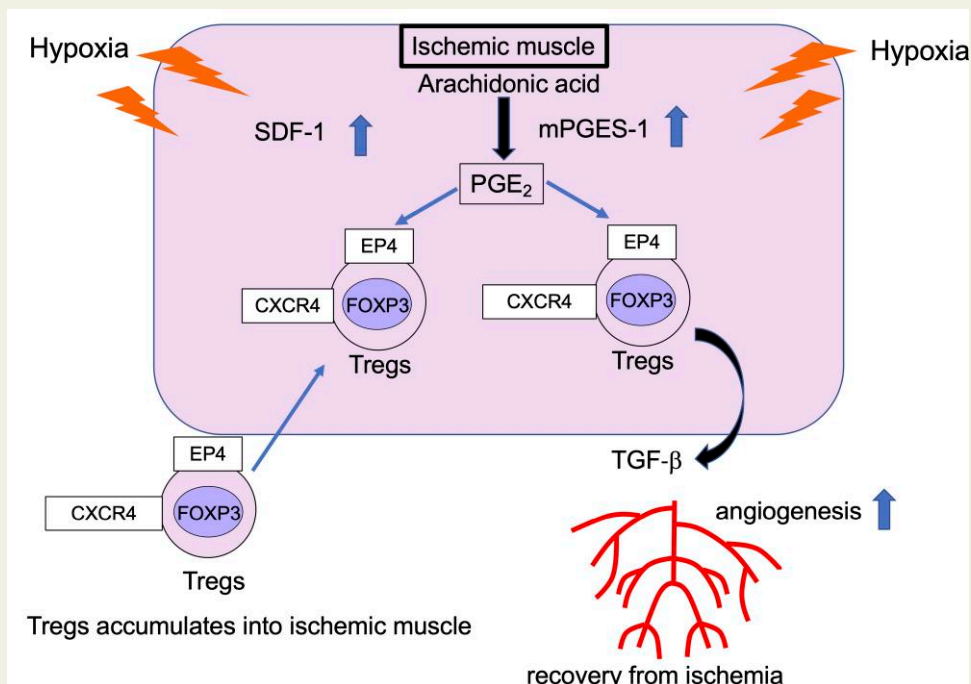 Hypoxia
Ischemic muscle
Hypoxia
Arachidonic acid
SDF-1
mPGES-1
PGE₂
EP4
EP4
CXCR4
FOXP3
CXCR4
FOXP3
Tregs
Tregs
EP4
TGF-β
CXCR4
FOXP3
angiogenesis
Tregs
Tregs accumulates into ischemic muscle
recovery from ischemia